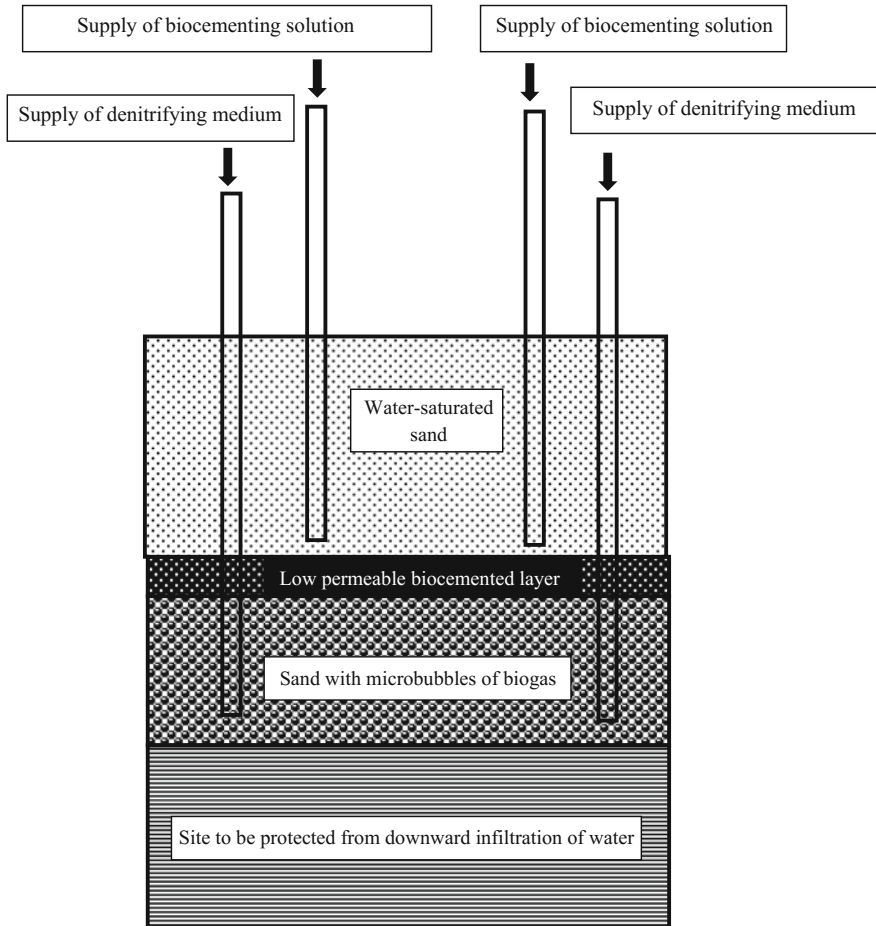 Supply of biocementing solution
Supply of biocementing solution
Supply of denitrifying medium
Supply of denitrifying medium
Water-saturated
sand
Low permeable biocemented layer
Sand with microbubbles of biogas
Site to be protected from downward infiltration of water